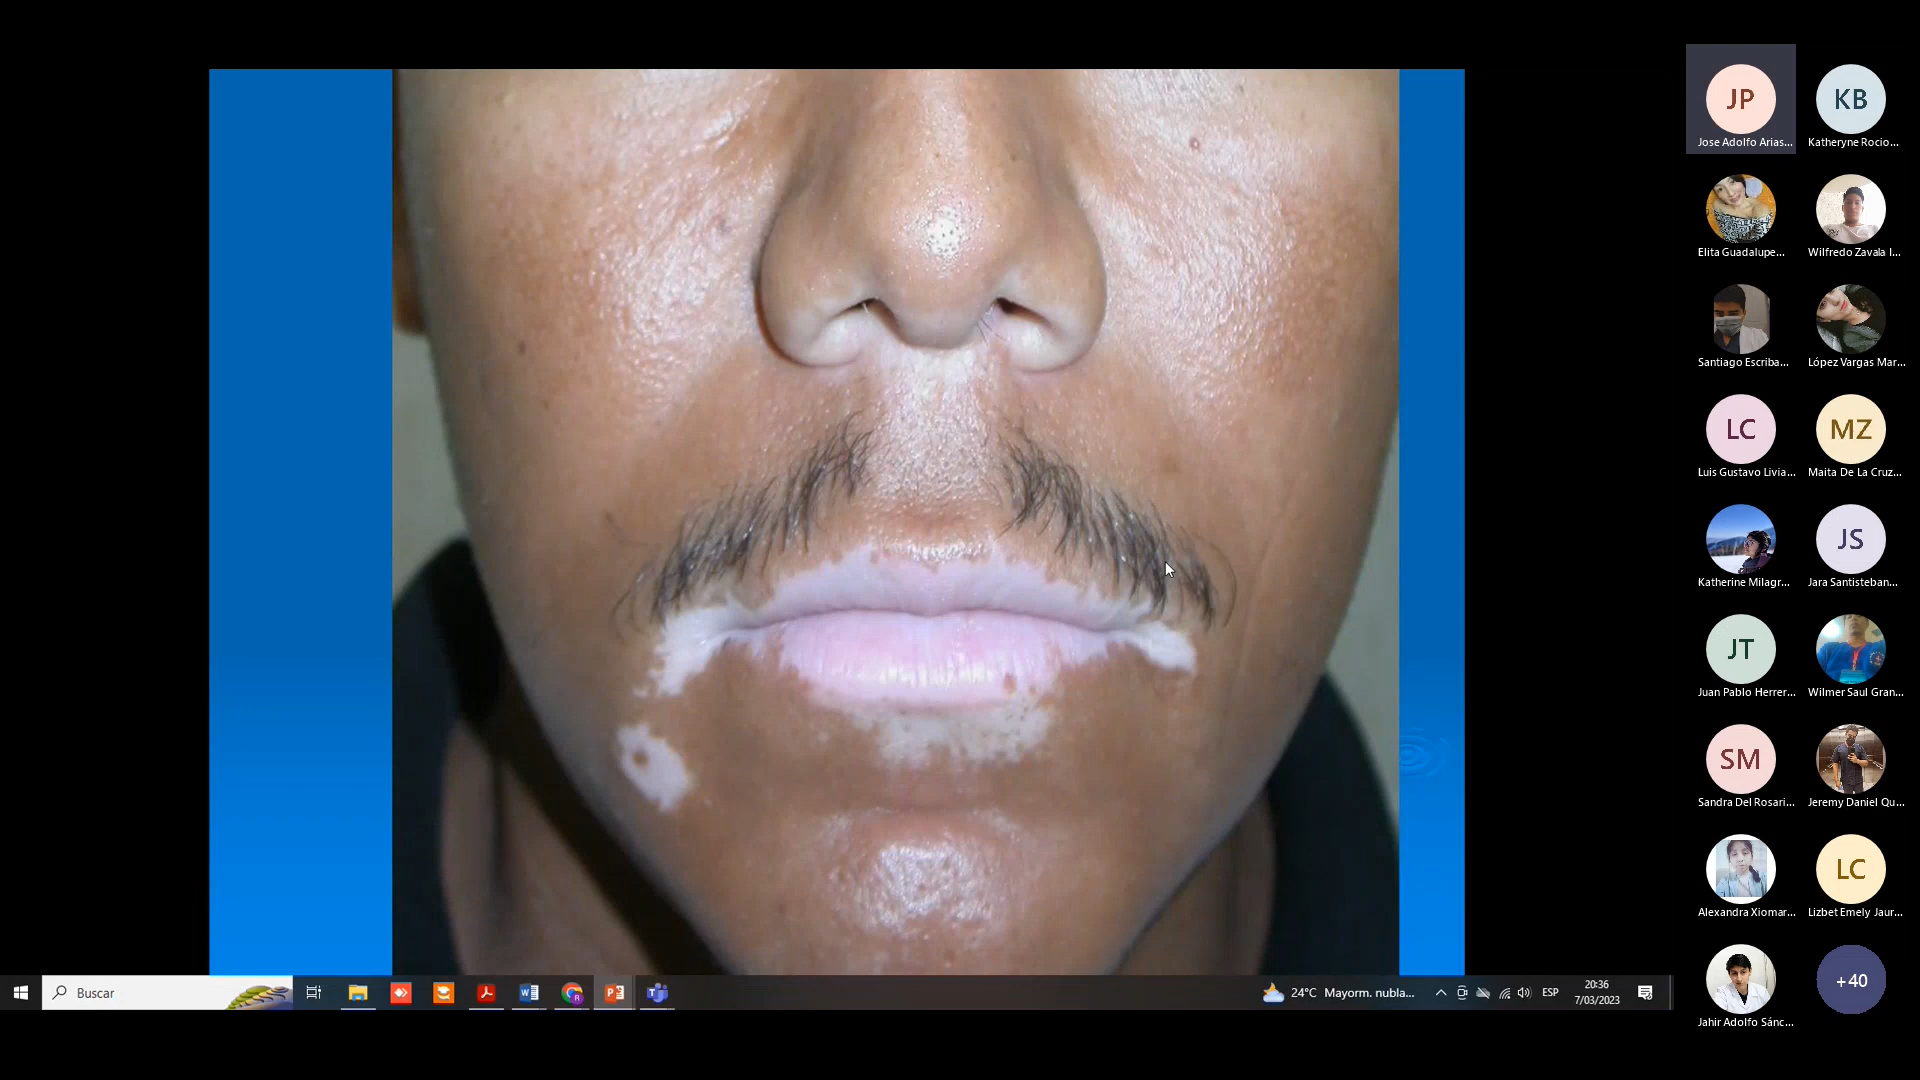 JP
KB
Jose Adolfo Arias...
Katheryne Rocio...
Elita Guadalupe...
Wilfredo Zavala I...
Santiago Escriba...
López Vargas Mar...
LC
MZ
Luis Gustavo Livia...
Maita De La Cruz...
JS
Katherine Milagr...
Jara Santisteban...
JT
Juan Pablo Herrer...
Wilmer Saul Gran...
SM
Sandra Del Rosari...
Jeremy Daniel Qu...
LC
Alexandra Xiomar...
Lizbet Emely Jaur...
+40
Jahir Adolfo Sánc...
Buscar
24°C Mayorm. nubla...
ESP
20:36
7/03/2023